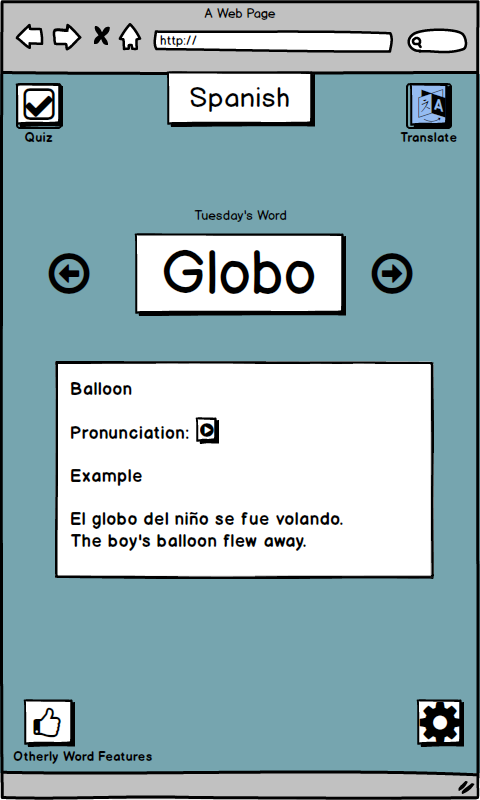 A Web Page
http://
Spanish
Quiz
Translate
Tuesday's Word
Globo
Balloon
Pronunciation:
Example
El globo del niño se fue volando.
The boy's balloon flew away.
Otherly Word Features